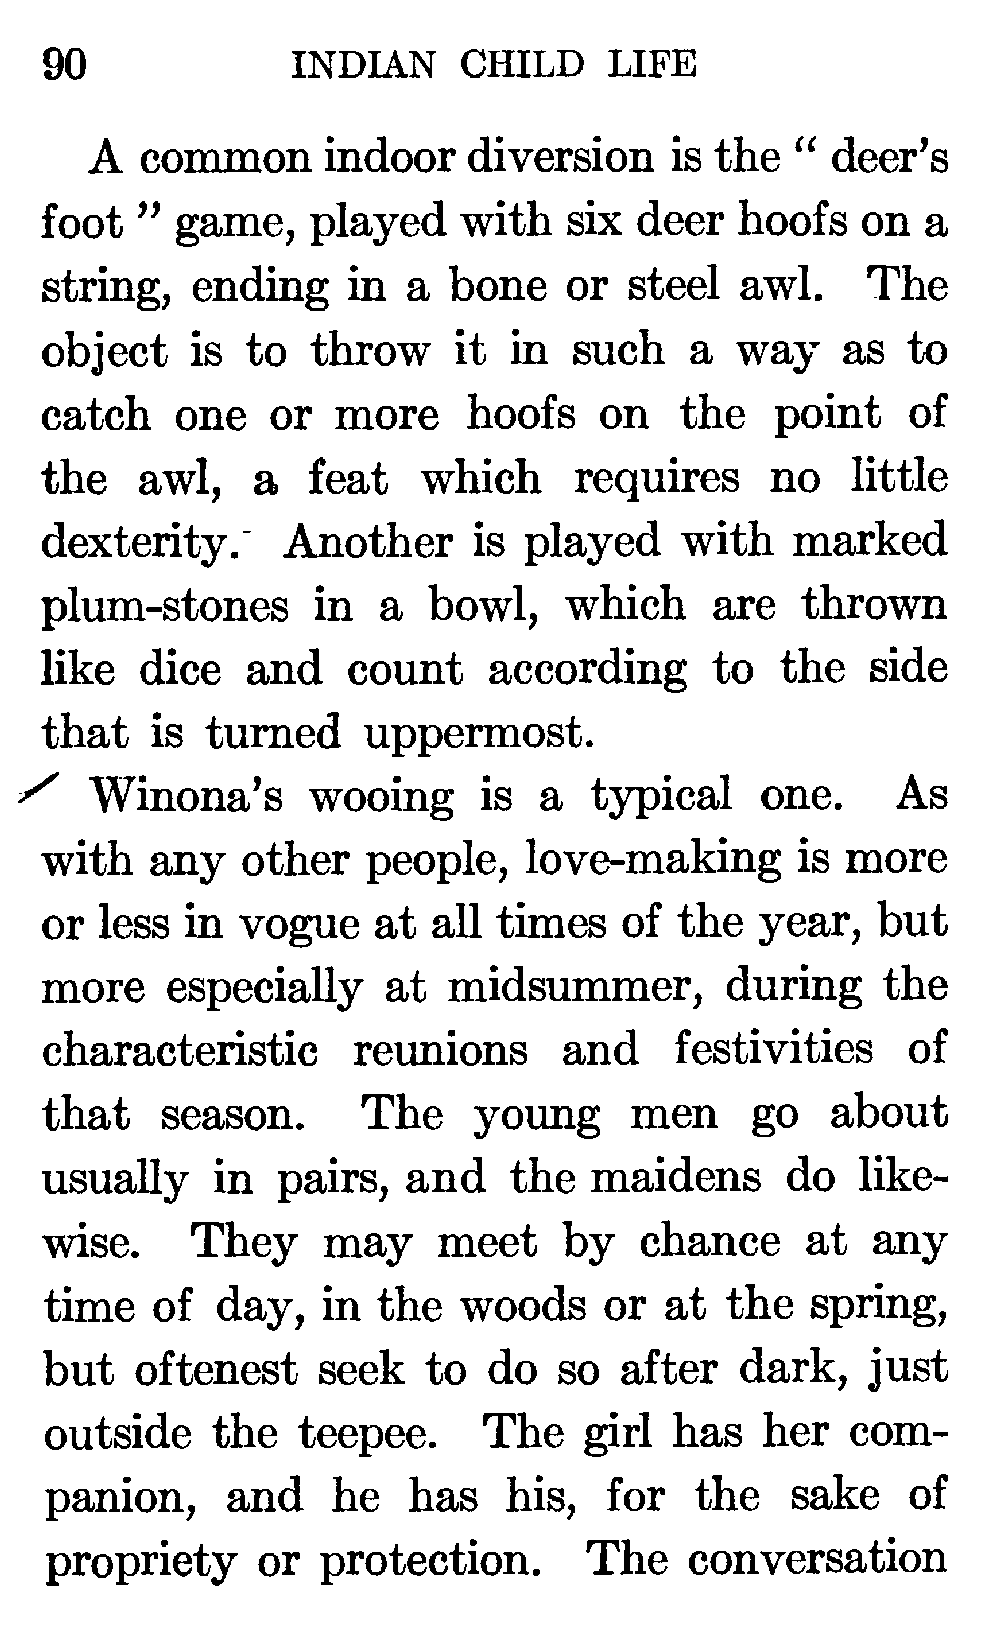 90 INDIAN CHILD LIFE
A common indoor diversion is the " deer's
foot " game, played with six deer hoofs on a
string, ending in a bone or steel awl. The
object is to throw it in such a way as to
catch one or more hoofs on the point of
the awl, a feat which requires no little
dexterity. Another is played with marked
plum-stones in a bowl, which are thrown
like dice and count according to the side
that is turned uppermost.
Winona's wooing is a typical one. As
with any other people, love-making is more
or less in vogue at all times of the year, but
more especially at midsummer, during the
characteristic reunions and festivities of
that season. The young men go about
usually in pairs, and the maidens do like-
wise. They may meet by chance at any
time of day, in the woods or at the spring,
but oftenest seek to do so after dark, just
outside the teepee. The girl has her com-
panion, and he has his, for the sake of
propriety or protection. The conversation